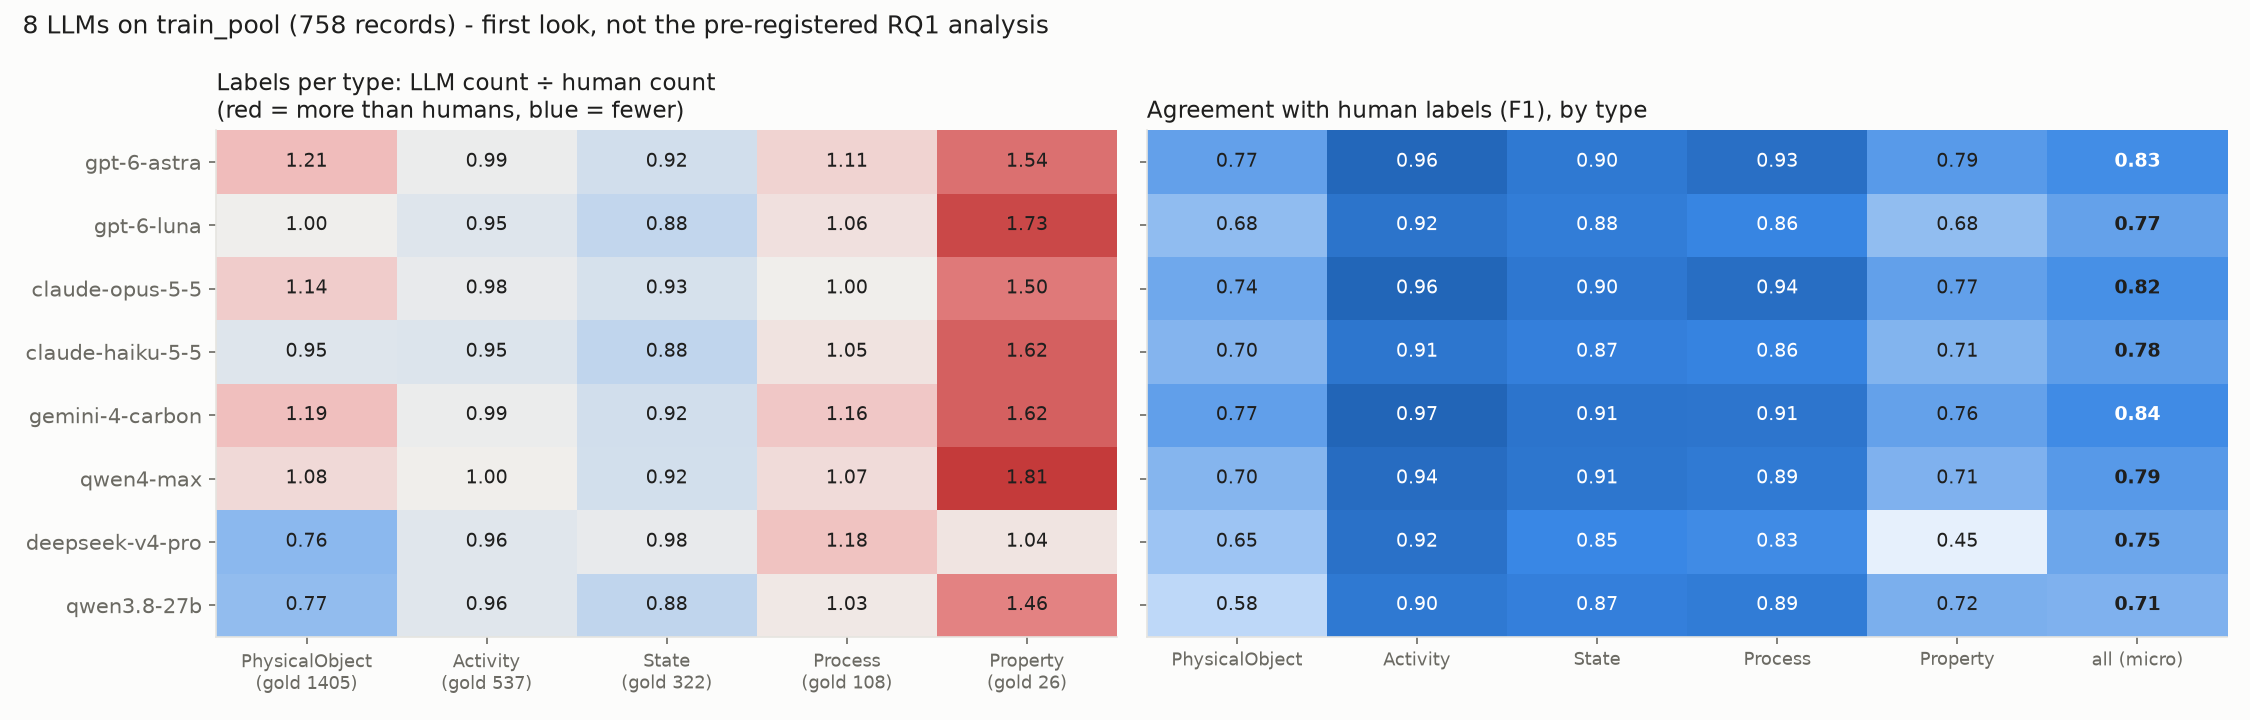 8 LLMs on train_pool (758 records) - first look, not the pre-registered RQ1 analysis
Labels per type: LLM count ÷ human count
(red = more than humans, blue = fewer)
gpt-6-astra 1.21 0.99 0.92 1.11 1.54
gpt-6-luna 1.00 0.95 0.88 1.06 1.73
claude-opus-5-5 1.14 0.98 0.93 1.00 1.50
claude-haiku-5-5 0.95 0.95 0.88 1.05 1.62
gemini-4-carbon 1.19 0.99 0.92 1.16 1.62
qwen4-max 1.08 1.00 0.92 1.07 1.81
deepseek-v4-pro 0.76 0.96 0.98 1.18 1.04
qwen3.8-27b 0.77 0.96 0.88 1.03 1.46
PhysicalObject Activity State Process Property
(gold 1405) (gold 537) (gold 322) (gold 108) (gold 26)
Agreement with human labels (F1), by type
0.77 0.96 0.90 0.93 0.79 0.83
0.68 0.92 0.88 0.86 0.68 0.77
0.74 0.96 0.90 0.94 0.77 0.82
0.70 0.91 0.87 0.86 0.71 0.78
0.77 0.97 0.91 0.91 0.76 0.84
0.70 0.94 0.91 0.89 0.71 0.79
0.65 0.92 0.85 0.83 0.45 0.75
0.58 0.90 0.87 0.89 0.72 0.71
PhysicalObject Activity State Process Property all (micro)